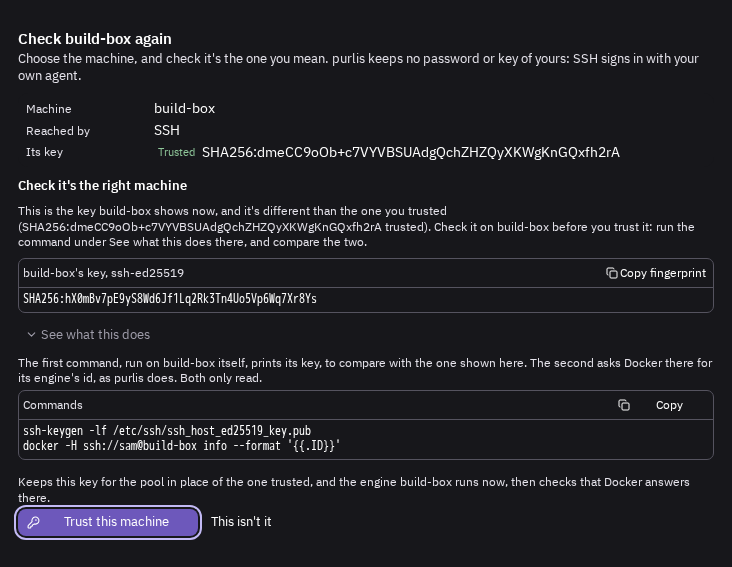 Check build-box again
Choose the machine, and check it's the one you mean. purlis keeps no password or key of yours: SSH signs in with your
own agent.
Machine build-box
Reached by SSH
Its key Trusted SHA256:dmeCC9oOb+c7VYVBSUAdgQchZHZQyXKWgKnGQxfh2rA
Check it's the right machine
This is the key build-box shows now, and it's different than the one you trusted
(SHA256:dmeCC9oOb+c7VYVBSUAdgQchZHZQyXKWgKnGQxfh2rA trusted). Check it on build-box before you trust it: run the
command under See what this does there, and compare the two.
build-box's key, ssh-ed25519 Copy fingerprint
SHA256:hX0mBv7pE9yS8Wd6Jf1Lq2Rk3Tn4Uo5Vp6Wq7Xr8Ys
See what this does
The first command, run on build-box itself, prints its key, to compare with the one shown here. The second asks Docker there for
its engine's id, as purlis does. Both only read.
Commands Copy
ssh-keygen -lf /etc/ssh/ssh_host_ed25519_key.pub
docker -H ssh://sam@build-box info --format '{{.ID}}'
Keeps this key for the pool in place of the one trusted, and the engine build-box runs now, then checks that Docker answers
there.
Trust this machine This isn't it